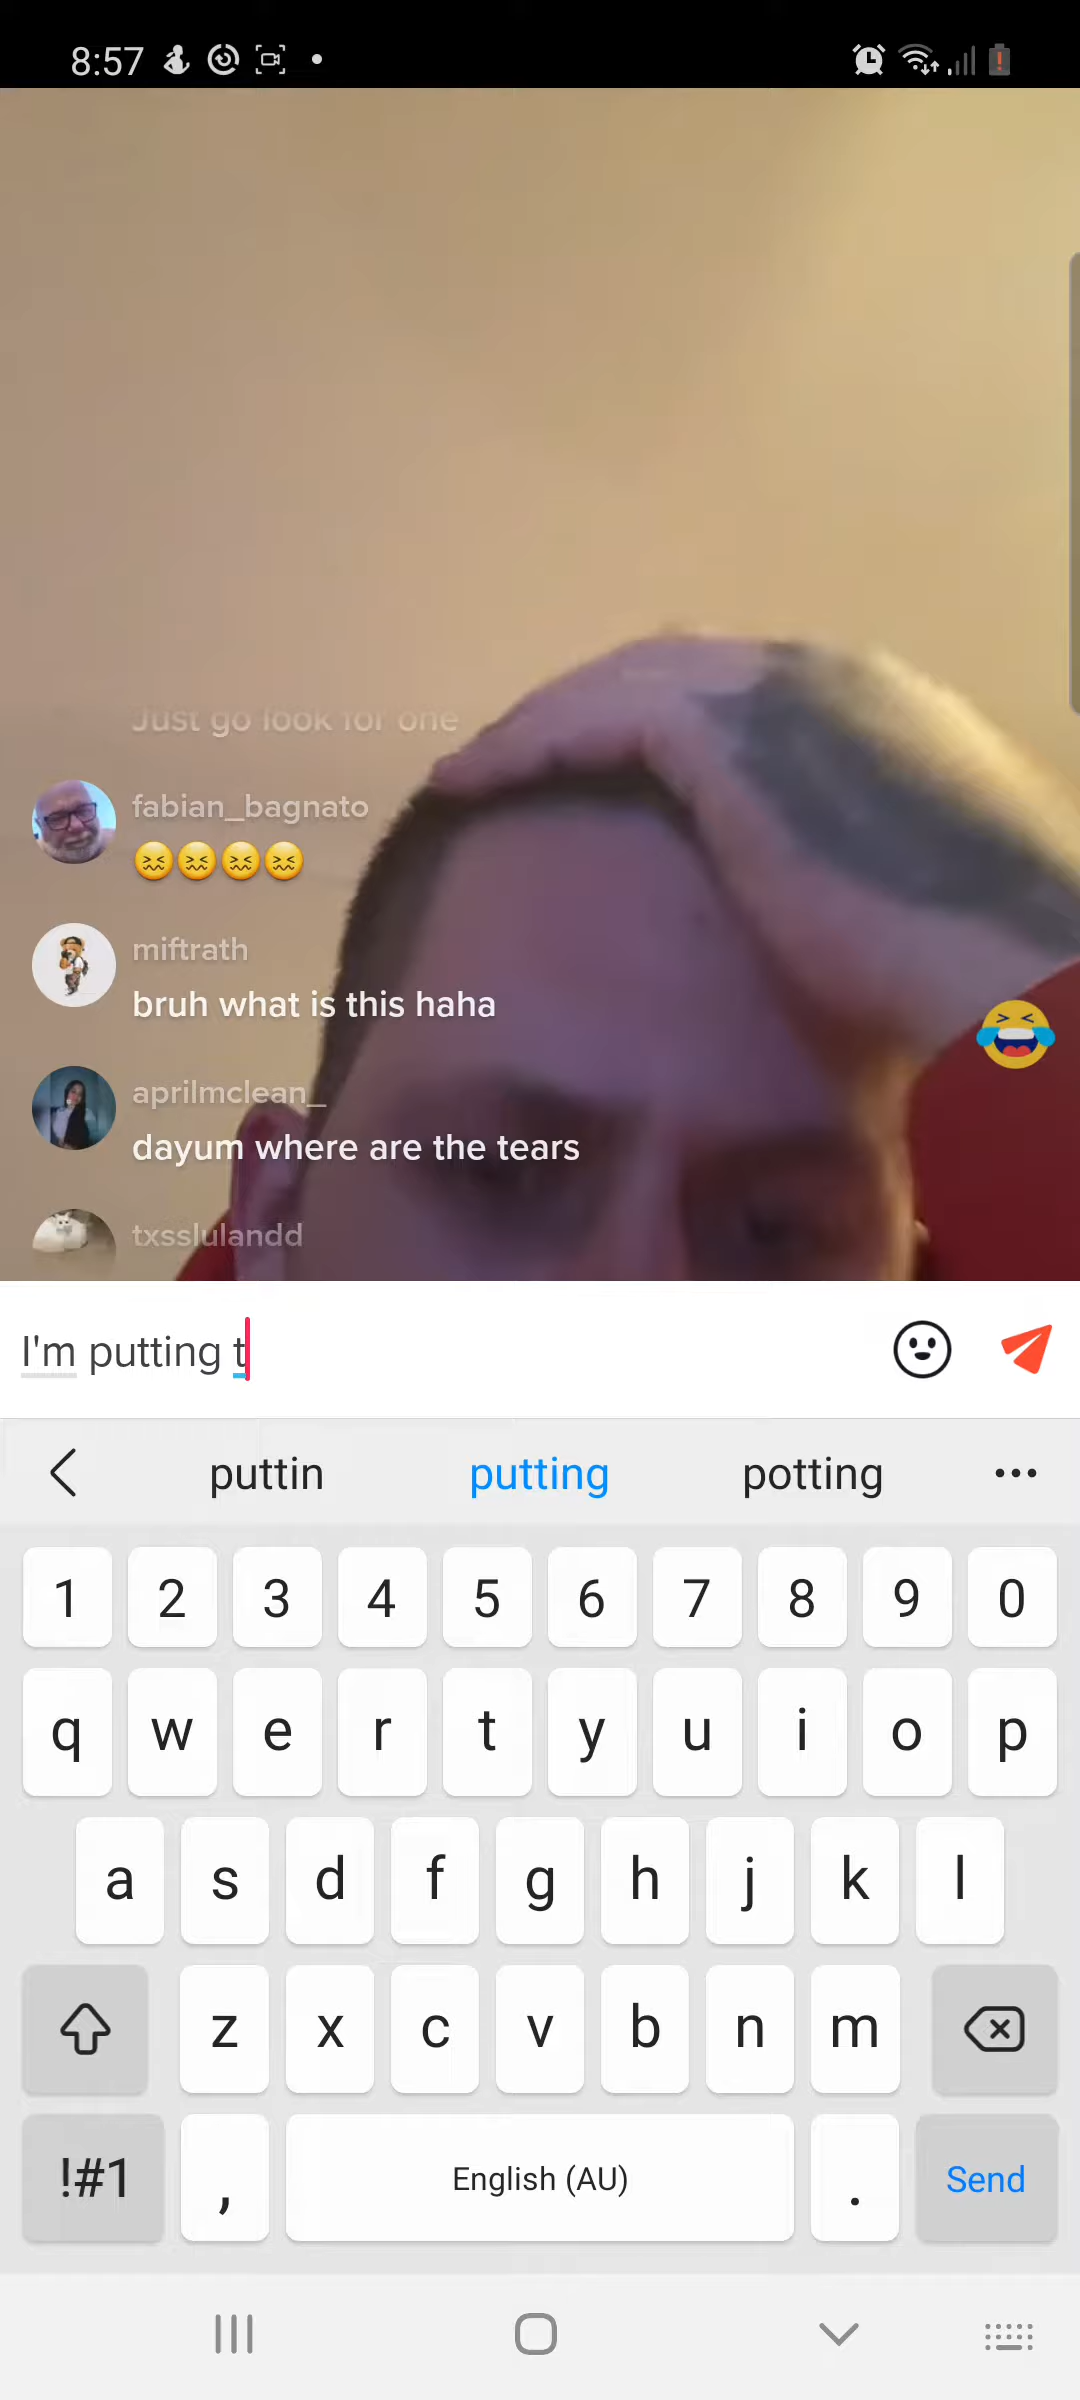 8:57
Just go look for one
fabian_bagnato
miftrath
bruh what is this haha
aprilmclean_
dayum where are the tears
txsslulandd
I'm putting t
puttin putting potting
1 2 3 4 5 6 7 8 9 0
q w e r t y u i o p
a s d f g h j k l
z x c v b n m
!#1 , English (AU) . Send